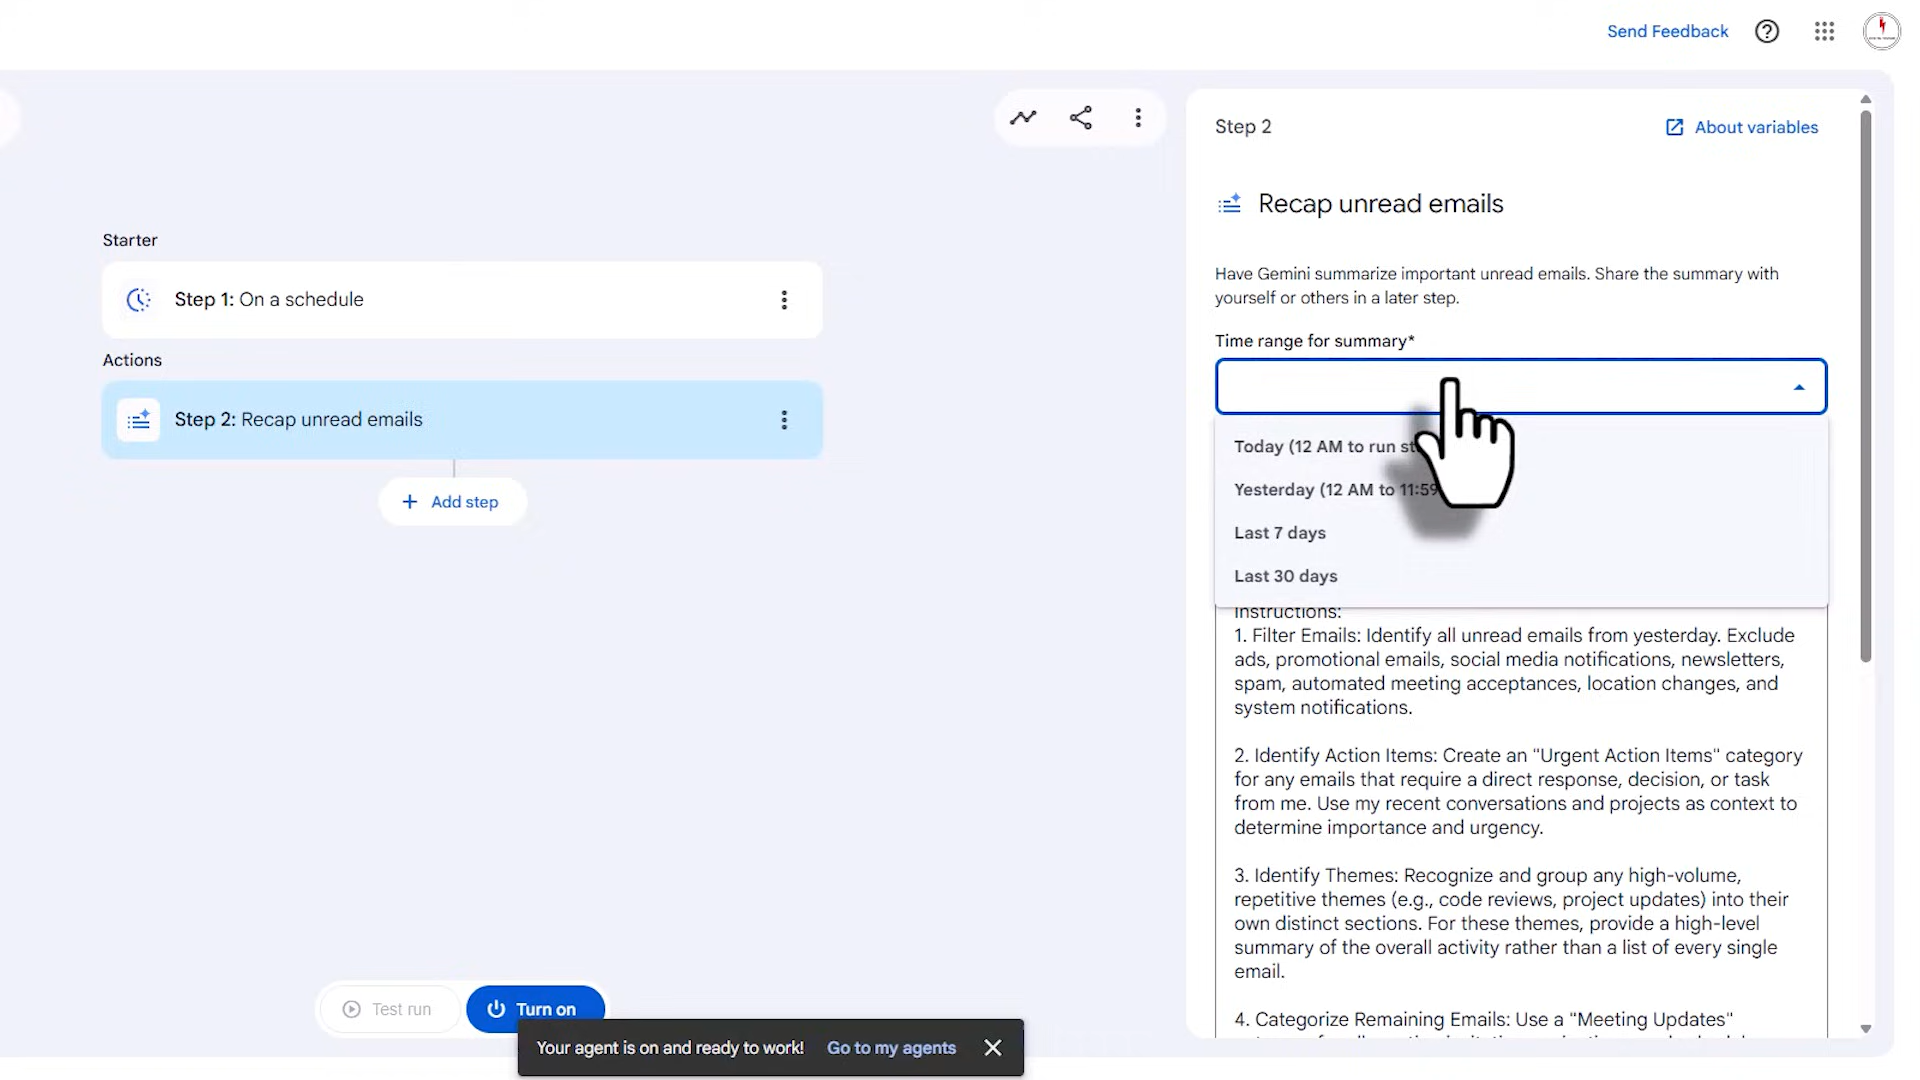 Send Feedback
Step 2
About variables
Recap unread emails
Starter
Have Gemini summarize important unread emails. Share the summary with
yourself or others in a later step.
Step 1: On a schedule
Time range for summary*
Actions
Step 2: Recap unread emails
Today (12 AM to run
Yesterday (12 AM to 11:59
Add step
Last 7 days
Last 30 days
Instructions:
1. Filter Emails: Identify all unread emails from yesterday. Exclude
ads, promotional emails, social media notifications, newsletters,
spam, automated meeting acceptances, location changes, and
system notifications.
2. Identify Action Items: Create an "Urgent Action Items" category
for any emails that require a direct response, decision, or task
from me. Use my recent conversations and projects as context to
determine importance and urgency.
3. Identify Themes: Recognize and group any high-volume,
repetitive themes (e.g., code reviews, project updates) into their
own distinct sections. For these themes, provide a high-level
summary of the overall activity rather than a list of every single
email.
4. Categorize Remaining Emails: Use a "Meeting Updates"
Test run
Turn on
Your agent is on and ready to work!
Go to my agents